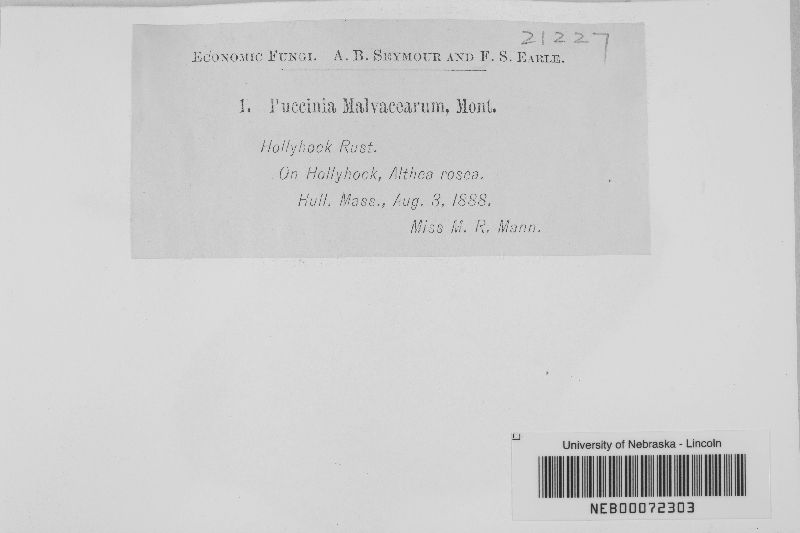 21227
Economic Fungi. A. B. Seymour and F. S. Earle.
1. Puccinia Malvacearum, Mont.
Hollyhock Rust.
On Hollyhock, Althea rosea.
Hull, Mass., Aug. 3, 1888.
Miss M. R. Mann.
University of Nebraska - Lincoln
NEB00072303